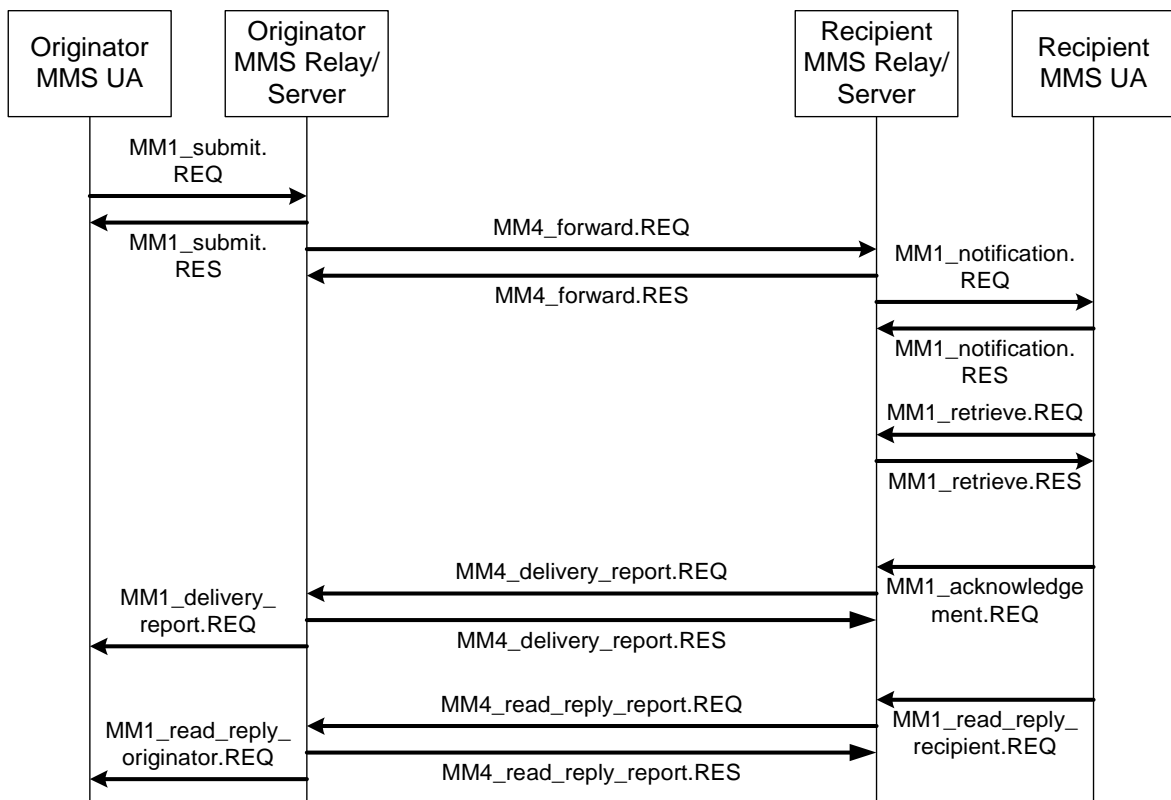 Originator
MMS UA
Originator
MMS Relay/
Server
Recipient
MMS Relay/
Server
Recipient
MMS UA
MM1_submit.
REQ
MM1_submit.
RES
MM4_forward.REQ
MM4_forward.RES
MM1_notification.
REQ
MM1_notification.
RES
MM1_retrieve.REQ
MM1_retrieve.RES
MM1_acknowledge
ment.REQ
MM4_delivery_report.REQ
MM4_delivery_report.RES
MM1_delivery_
report.REQ
MM1_read_reply_
recipient.REQ
MM4_read_reply_report.REQ
MM4_read_reply_report.RES
MM1_read_reply_
originator.REQ